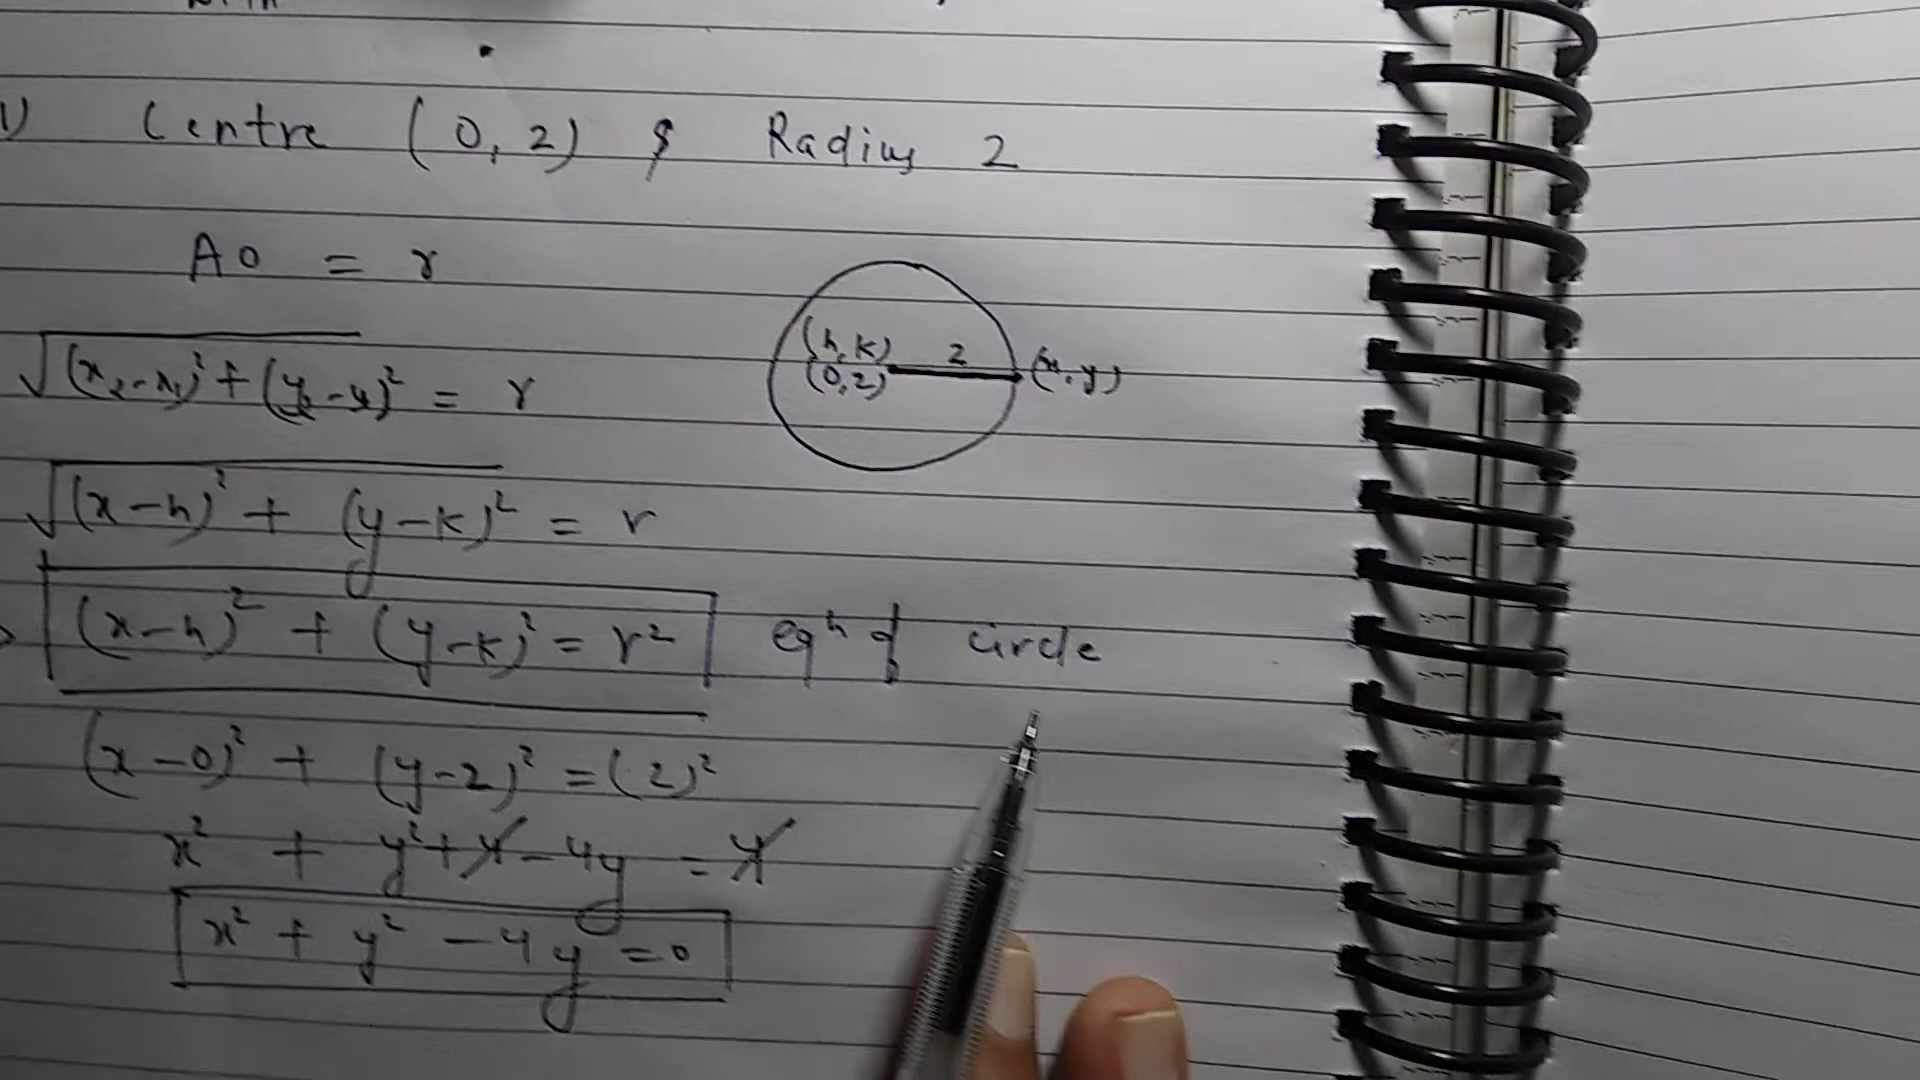 1) Centre (0, 2) & Radius 2
AO = r
√(x₂-x₁)² + (y₂-y₁)² = r
(h, k)
2
(x, y)
(0, 2)
√(x-h)² + (y-k)² = r
(x-h)² + (y-k)² = r² eqn of circle
(x-0)² + (y-2)² = (2)²
x² + y² + 4 - 4y = 4
x² + y² - 4y = 0